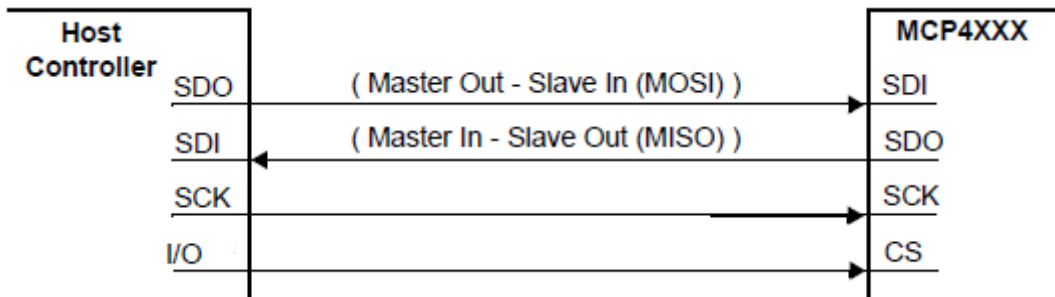 Host
Controller
MCP4XXX
SDO ( Master Out - Slave In (MOSI) ) SDI
SDI ( Master In - Slave Out (MISO) ) SDO
SCK SCK
I/O CS